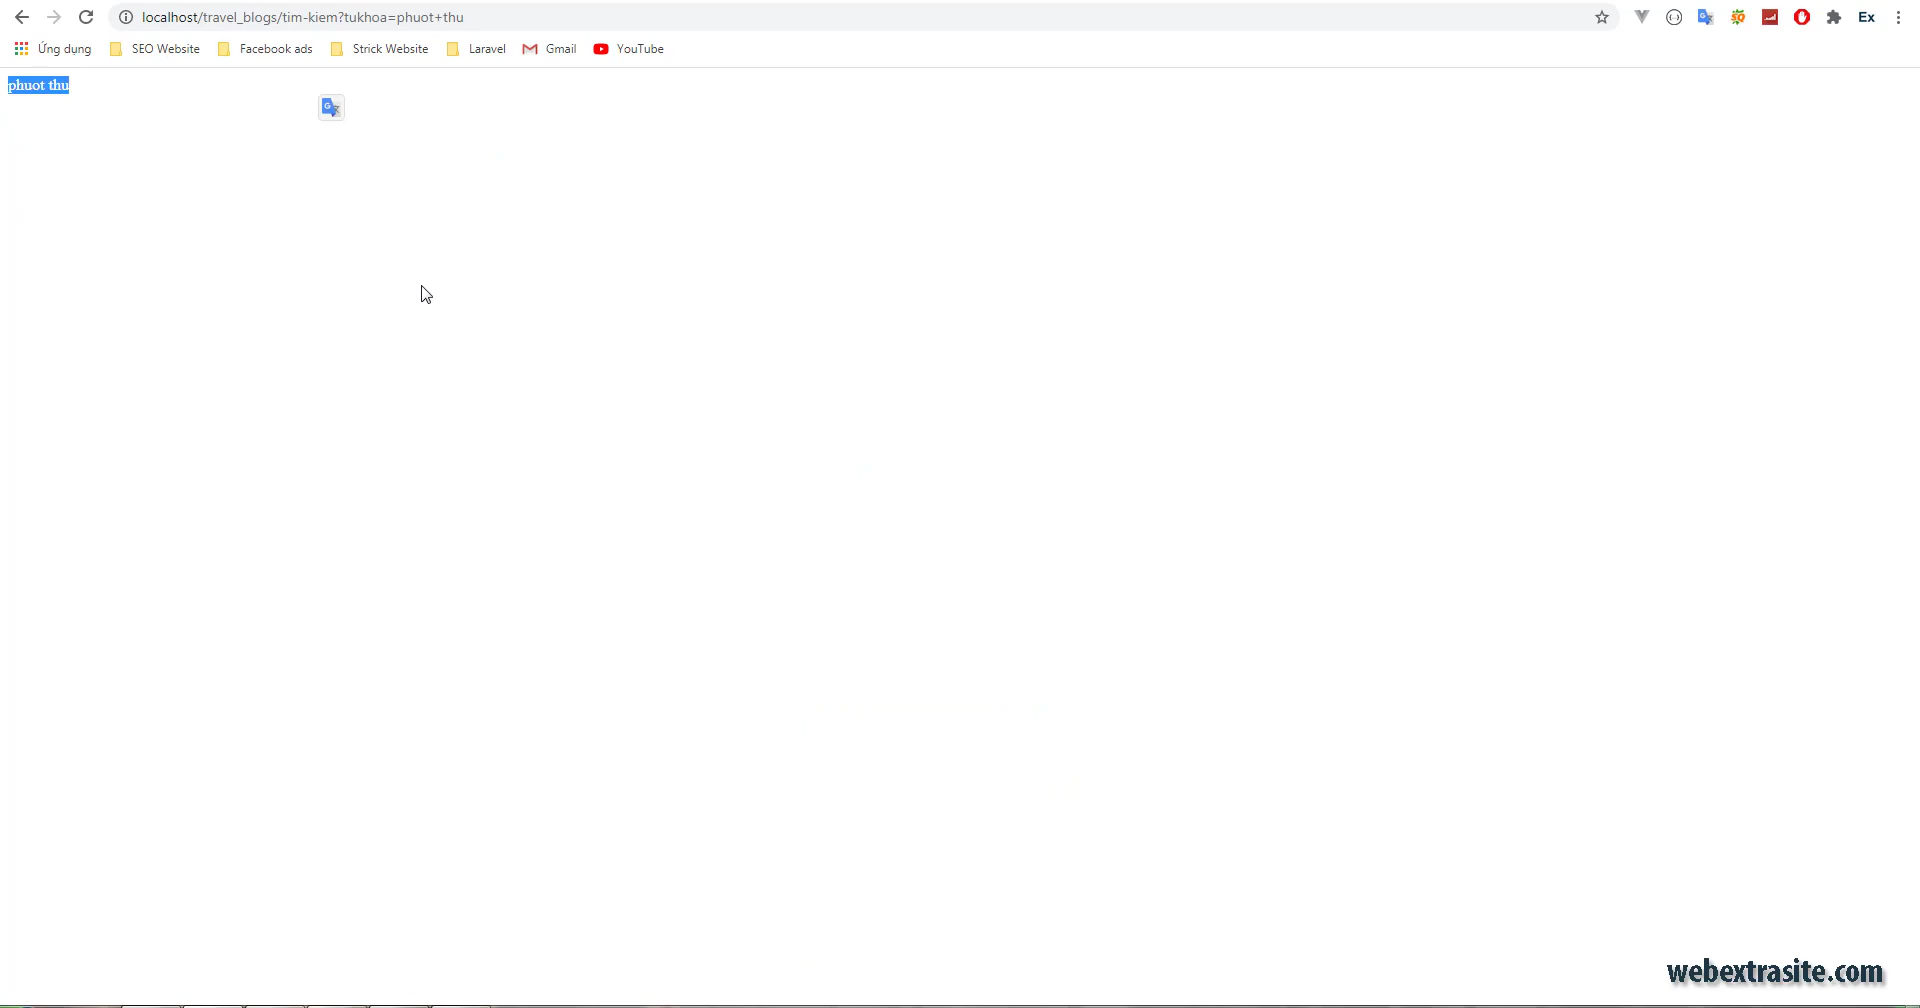 localhost/travel_blogs/tim-kiem?tukhoa=phuot+thu
Ex
Ứng dụng SEO Website Facebook ads Strick Website Laravel Gmail YouTube
phuot thu
webextrasite.com